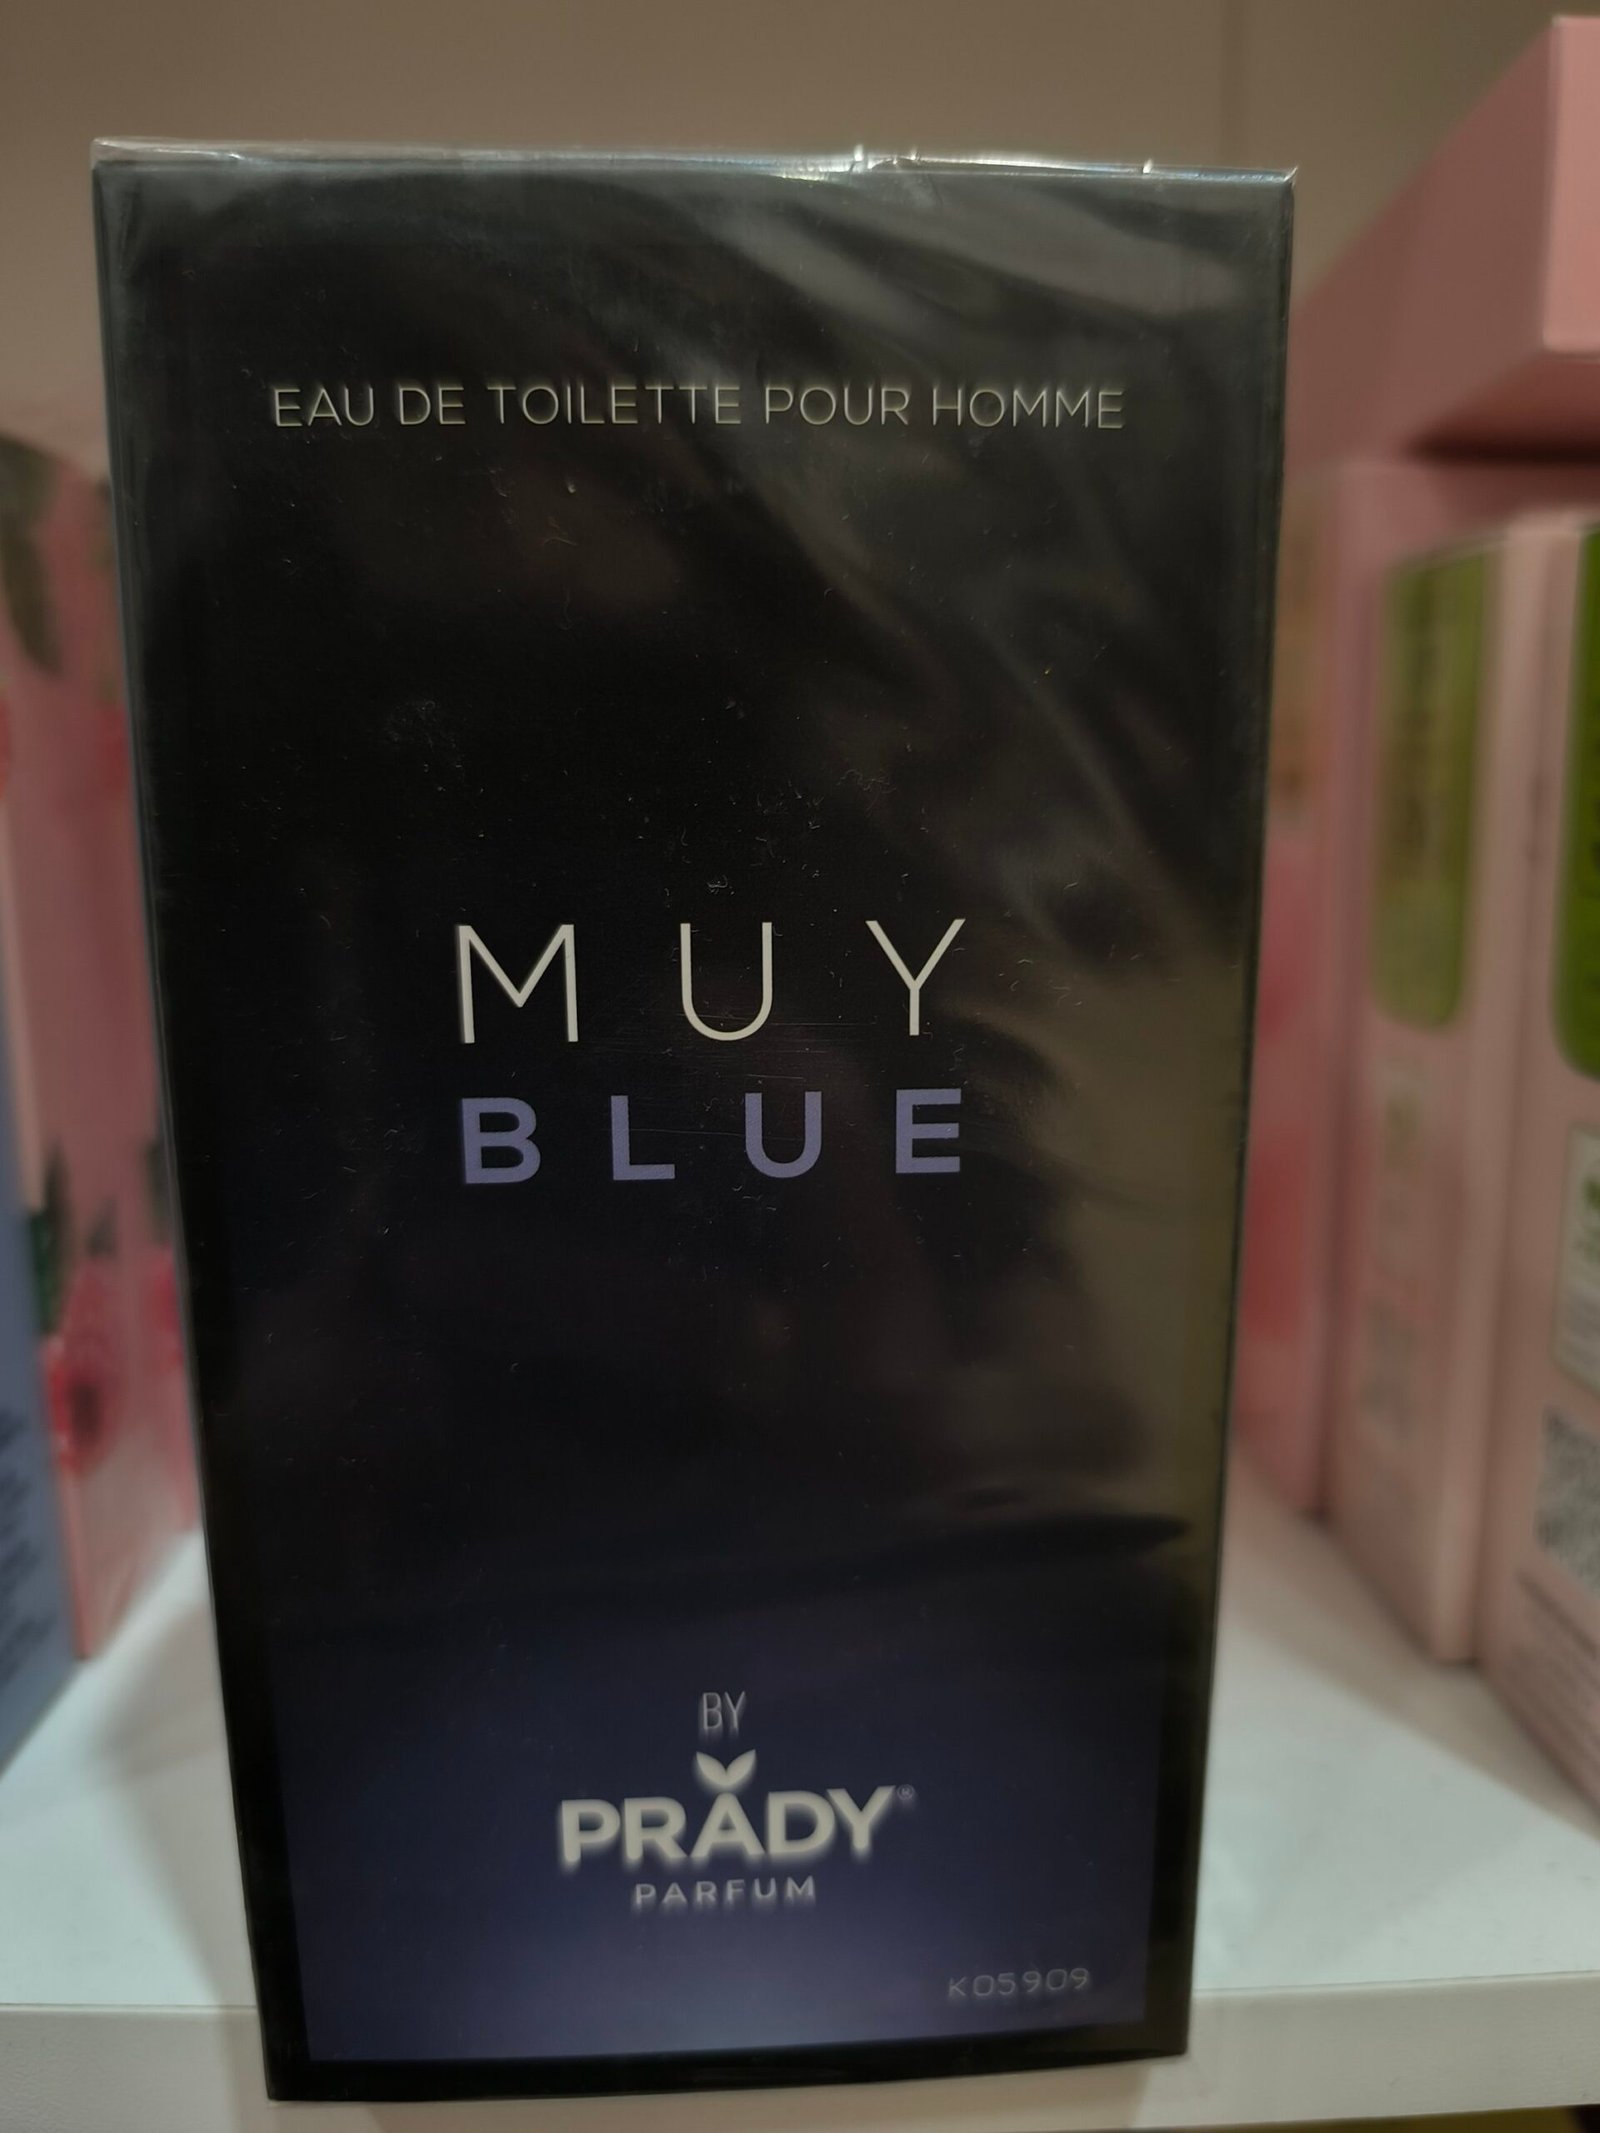 EAU DE TOILETTE POUR HOMME
MUY
BLUE
BY
PRADY®
PARFUM
K05909